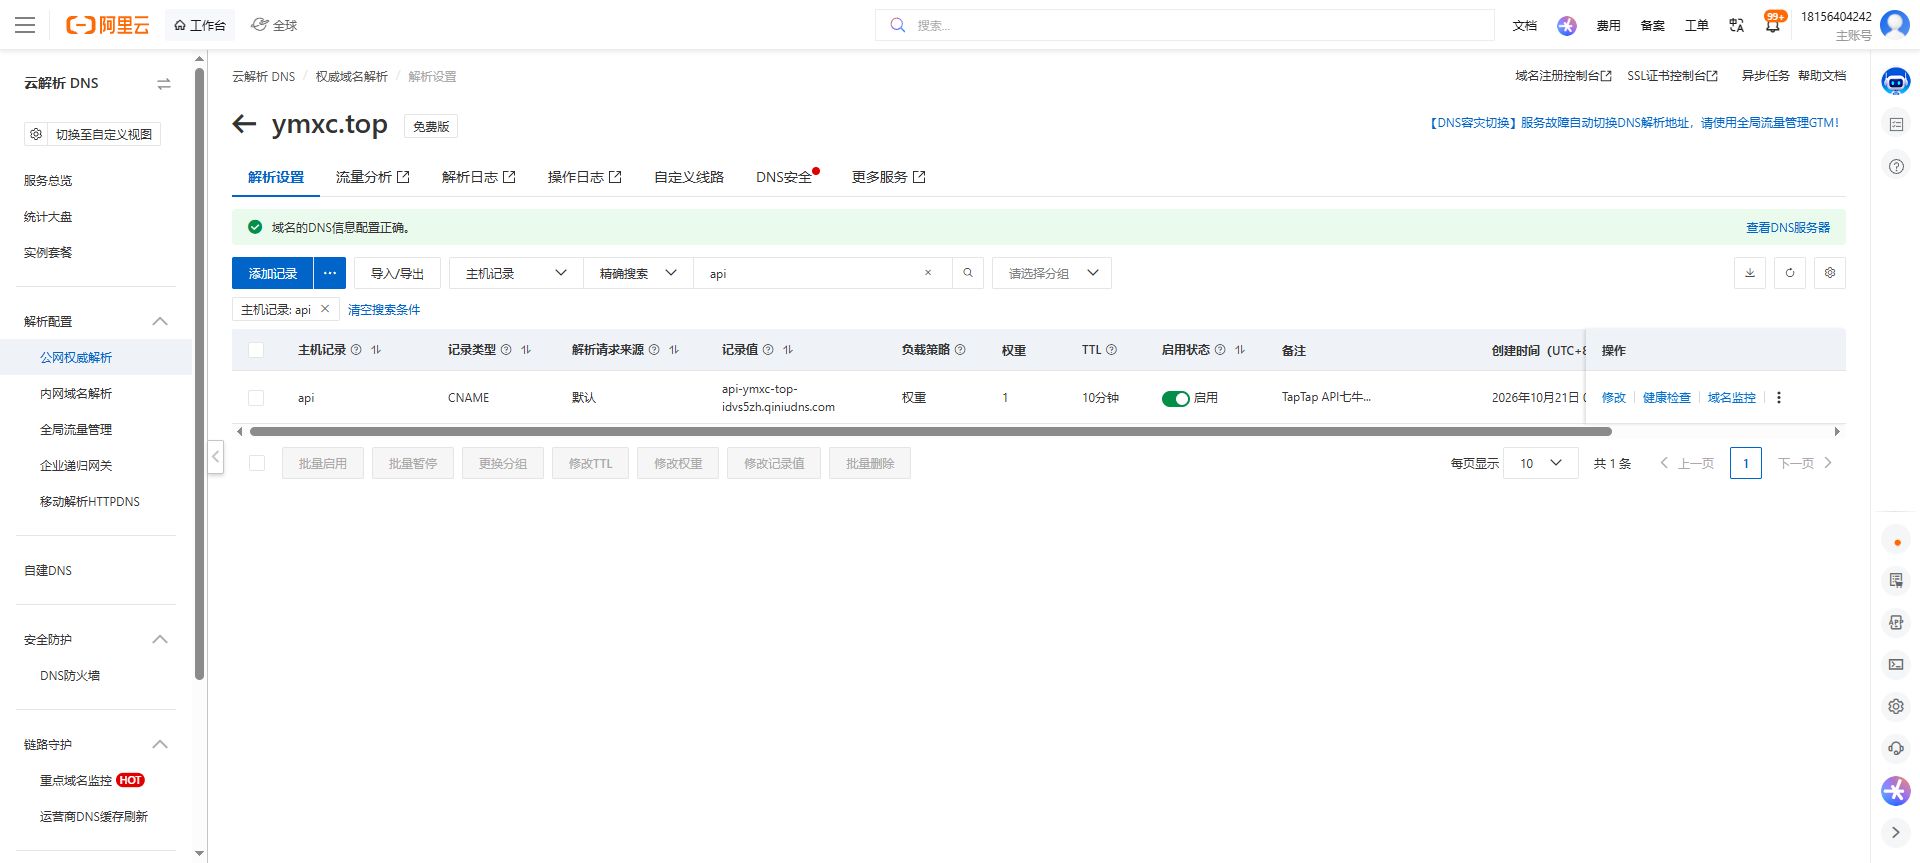 阿里云
工作台
全球
搜索...
文档
费用
备案
工单
99+
18156404242
主账号
云解析 DNS
切换至自定义视图
服务总览
统计大盘
实例套餐
解析配置
公网权威解析
内网域名解析
全局流量管理
企业递归网关
移动解析HTTPDNS
自建DNS
安全防护
DNS防火墙
链路守护
重点域名监控 HOT
运营商DNS缓存刷新
云解析 DNS / 权威域名解析 / 解析设置
域名注册控制台 SSL证书控制台 异步任务 帮助文档
ymxc.top 免费版
【DNS容灾切换】服务故障自动切换DNS解析地址，请使用全局流量管理GTM！
解析设置 流量分析 解析日志 操作日志 自定义线路 DNS安全 更多服务
域名的DNS信息配置正确。 查看DNS服务器
添加记录 ... 导入/导出 主机记录 精确搜索 api × 请选择分组
主机记录: api × 清空搜索条件
主机记录 记录类型 解析请求来源 记录值 负载策略 权重 TTL 启用状态 备注 创建时间（UTC+8 操作
api CNAME 默认 api-ymxc-top-idvs5zh.qiniudns.com 权重 1 10分钟 启用 TapTap API七牛... 2026年10月21日 修改 健康检查 域名监控
批量启用 批量暂停 更换分组 修改TTL 修改权重 修改记录值 批量删除
每页显示 10 共 1 条 上一页 1 下一页